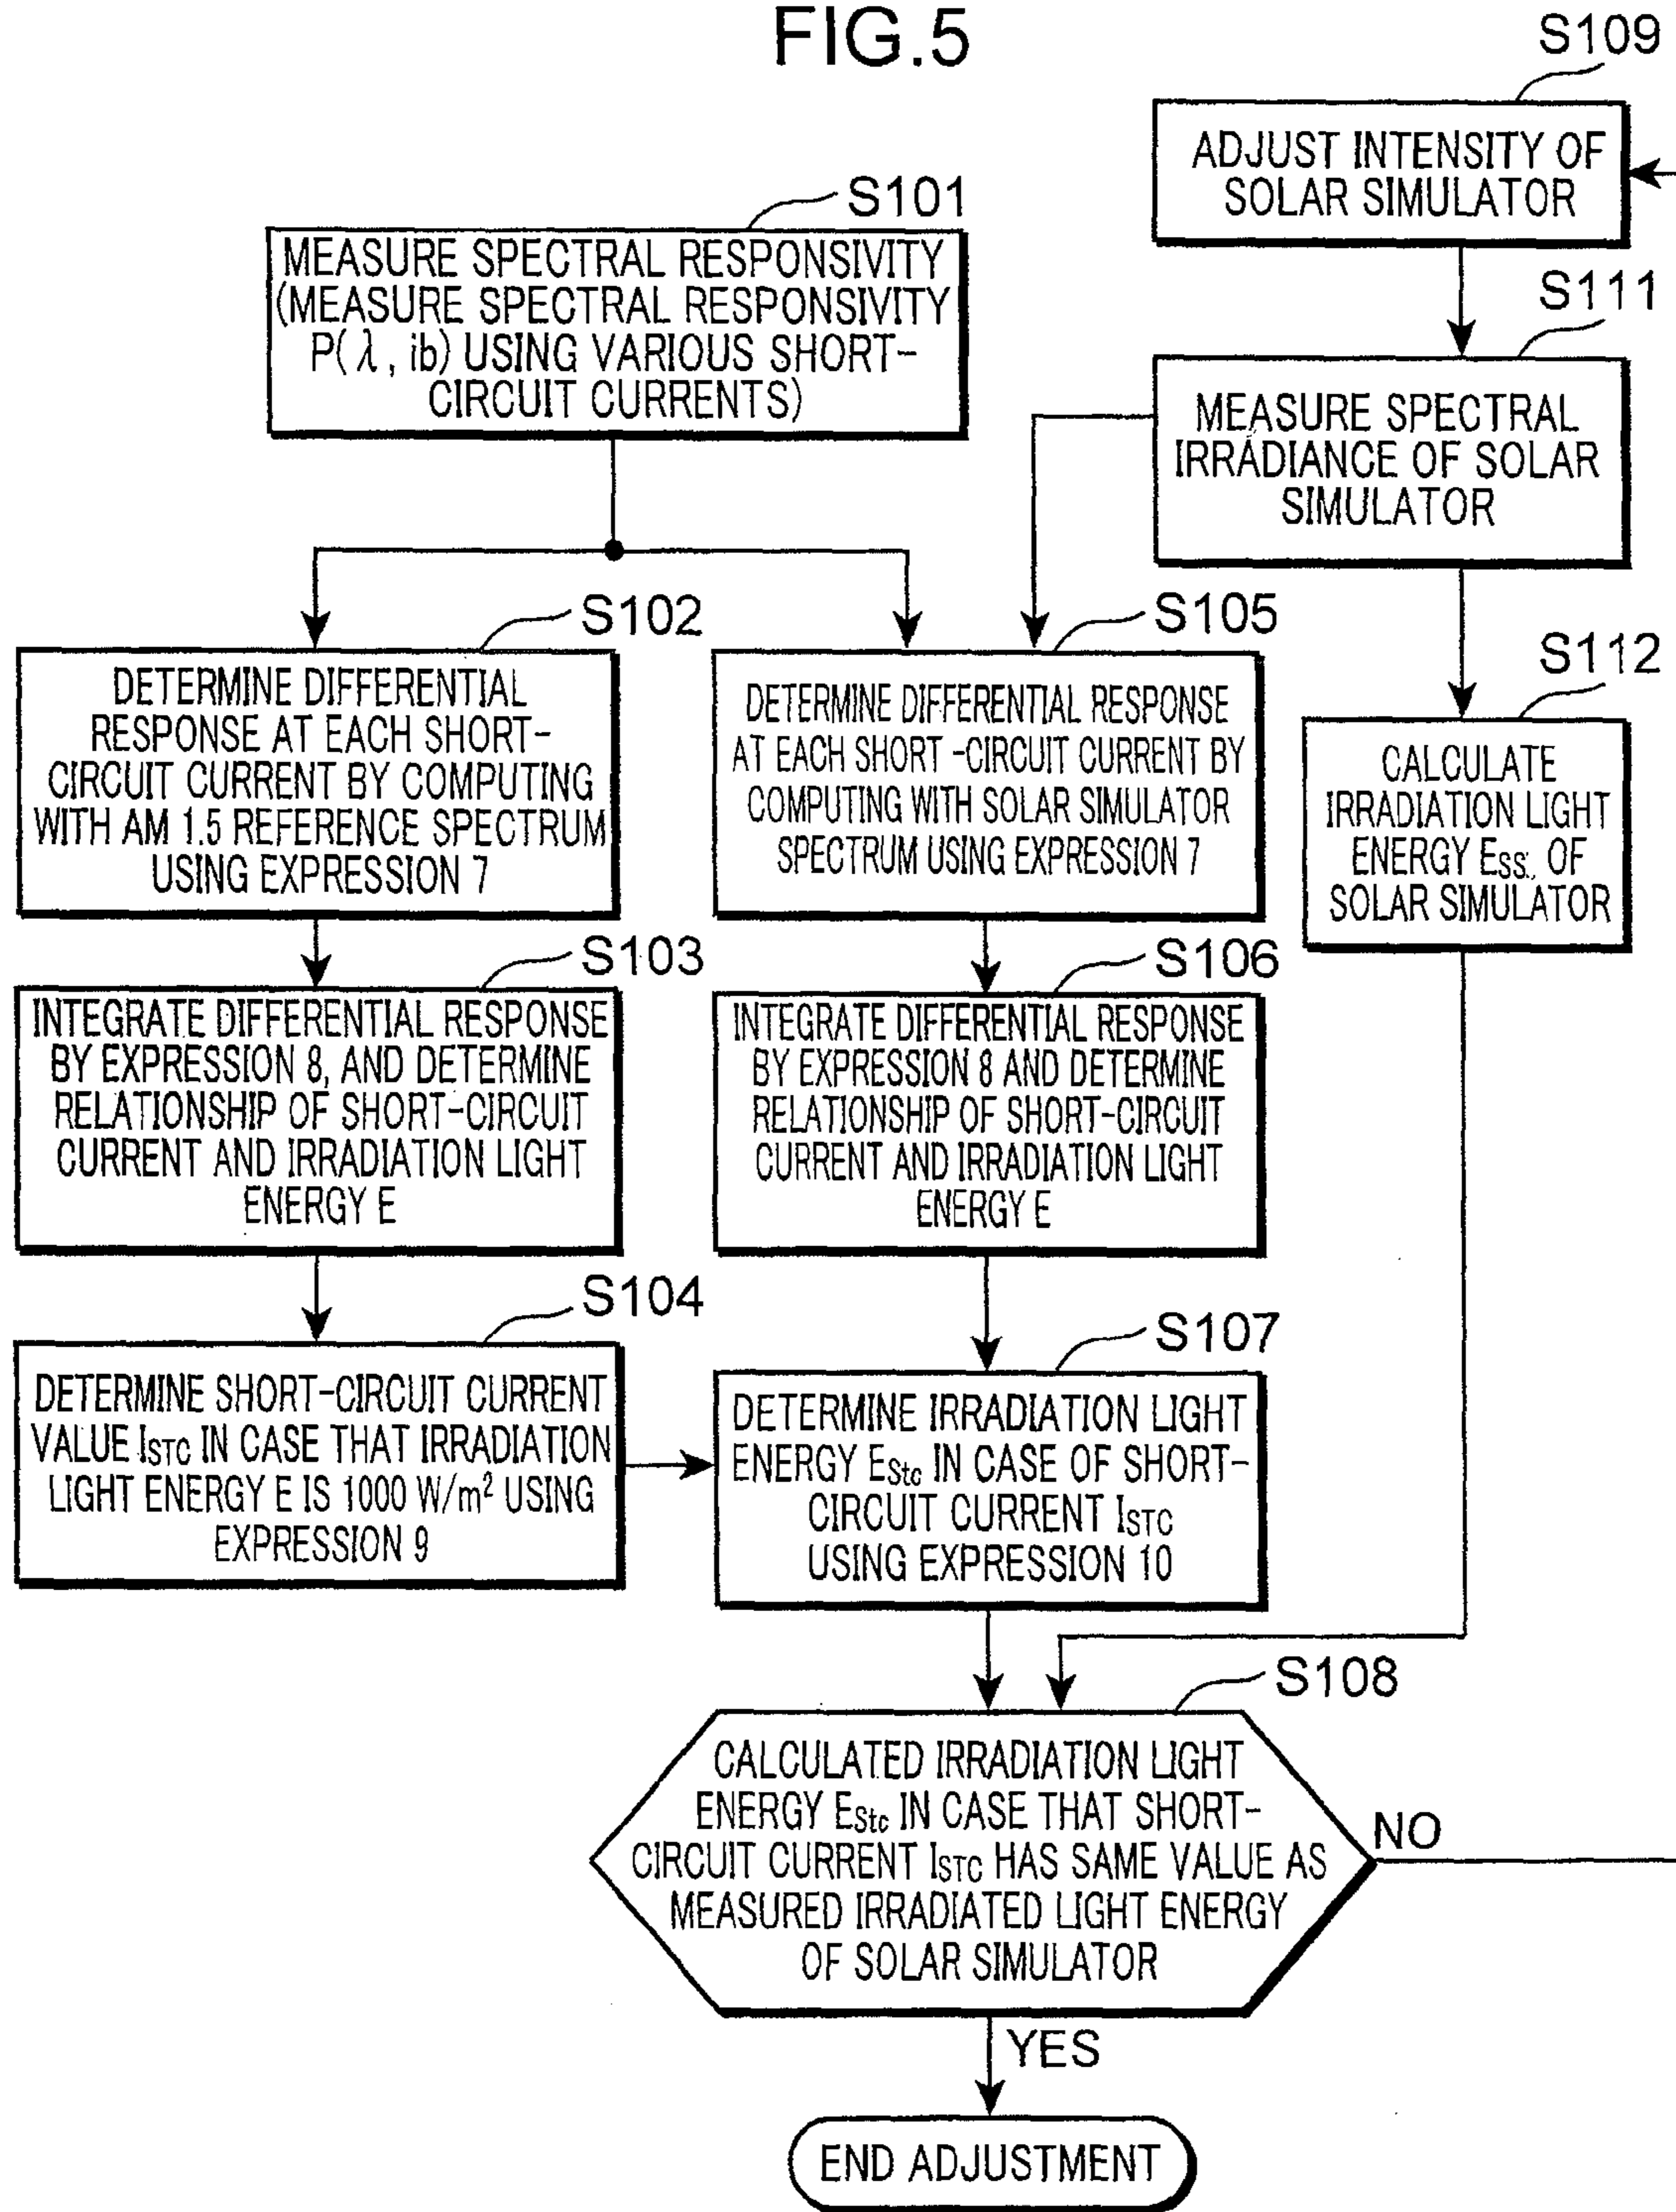 FIG.5
S109
ADJUST INTENSITY OF
SOLAR SIMULATOR
S101
MEASURE SPECTRAL RESPONSIVITY
(MEASURE SPECTRAL RESPONSIVITY
P(λ, ib) USING VARIOUS SHORT-
CIRCUIT CURRENTS)
S111
MEASURE SPECTRAL
IRRADIANCE OF SOLAR
SIMULATOR
S102
DETERMINE DIFFERENTIAL
RESPONSE AT EACH SHORT-
CIRCUIT CURRENT BY COMPUTING
WITH AM 1.5 REFERENCE SPECTRUM
USING EXPRESSION 7
S105
DETERMINE DIFFERENTIAL RESPONSE
AT EACH SHORT-CIRCUIT CURRENT BY
COMPUTING WITH SOLAR SIMULATOR
SPECTRUM USING EXPRESSION 7
S112
CALCULATE
IRRADIATION LIGHT
ENERGY ESS, OF
SOLAR SIMULATOR
S103
INTEGRATE DIFFERENTIAL RESPONSE
BY EXPRESSION 8, AND DETERMINE
RELATIONSHIP OF SHORT-CIRCUIT
CURRENT AND IRRADIATION LIGHT
ENERGY E
S106
INTEGRATE DIFFERENTIAL RESPONSE
BY EXPRESSION 8 AND DETERMINE
RELATIONSHIP OF SHORT-CIRCUIT
CURRENT AND IRRADIATION LIGHT
ENERGY E
S104
DETERMINE SHORT-CIRCUIT CURRENT
VALUE ISTC IN CASE THAT IRRADIATION
LIGHT ENERGY E IS 1000 W/m² USING
EXPRESSION 9
S107
DETERMINE IRRADIATION LIGHT
ENERGY EStc IN CASE OF SHORT-
CIRCUIT CURRENT ISTC
USING EXPRESSION 10
S108
CALCULATED IRRADIATION LIGHT
ENERGY EStc IN CASE THAT SHORT-
CIRCUIT CURRENT ISTC HAS SAME VALUE AS
MEASURED IRRADIATED LIGHT ENERGY
OF SOLAR SIMULATOR
NO
YES
END ADJUSTMENT